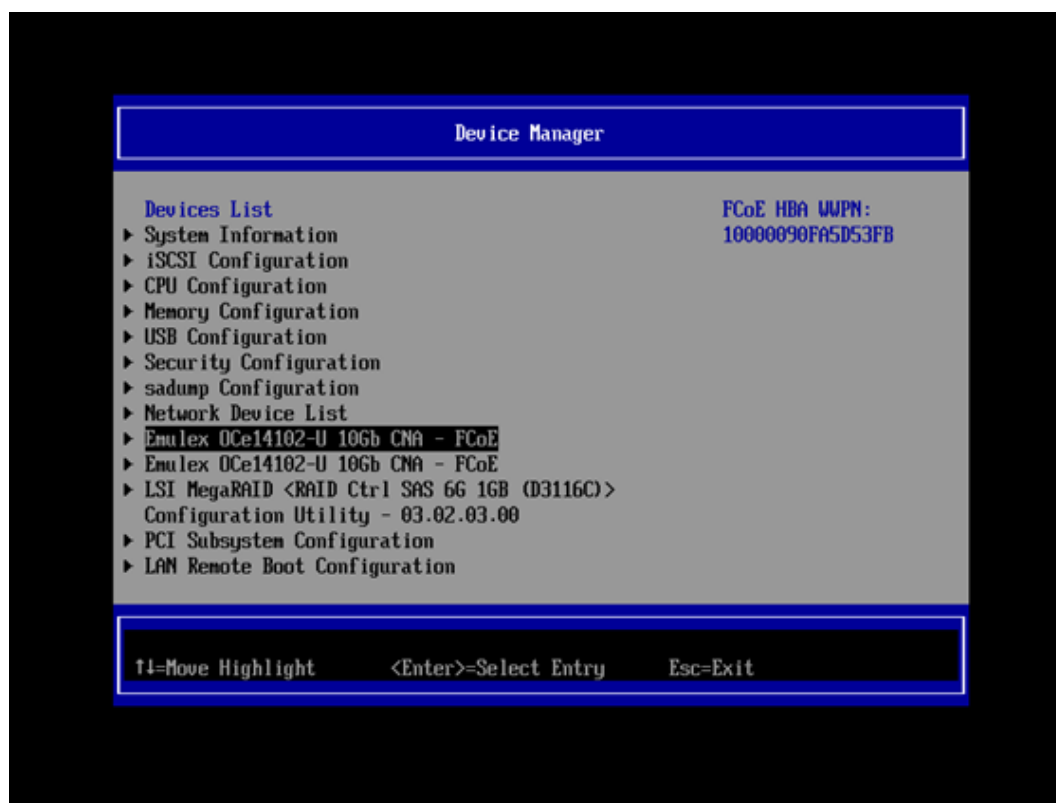 Device Manager
Devices List
FCoE HBA WWPN:
▶ System Information
10000090FA5D53FB
▶ iSCSI Configuration
▶ CPU Configuration
▶ Memory Configuration
▶ USB Configuration
▶ Security Configuration
▶ sadump Configuration
▶ Network Device List
▶ Emulex OCe14102-U 10Gb CNA - FCoE
▶ Emulex OCe14102-U 10Gb CNA - FCoE
▶ LSI MegaRAID <RAID Ctrl SAS 6G 1GB (D3116C)>
Configuration Utility - 03.02.03.00
▶ PCI Subsystem Configuration
▶ LAN Remote Boot Configuration
↑↓=Move Highlight <Enter>=Select Entry Esc=Exit